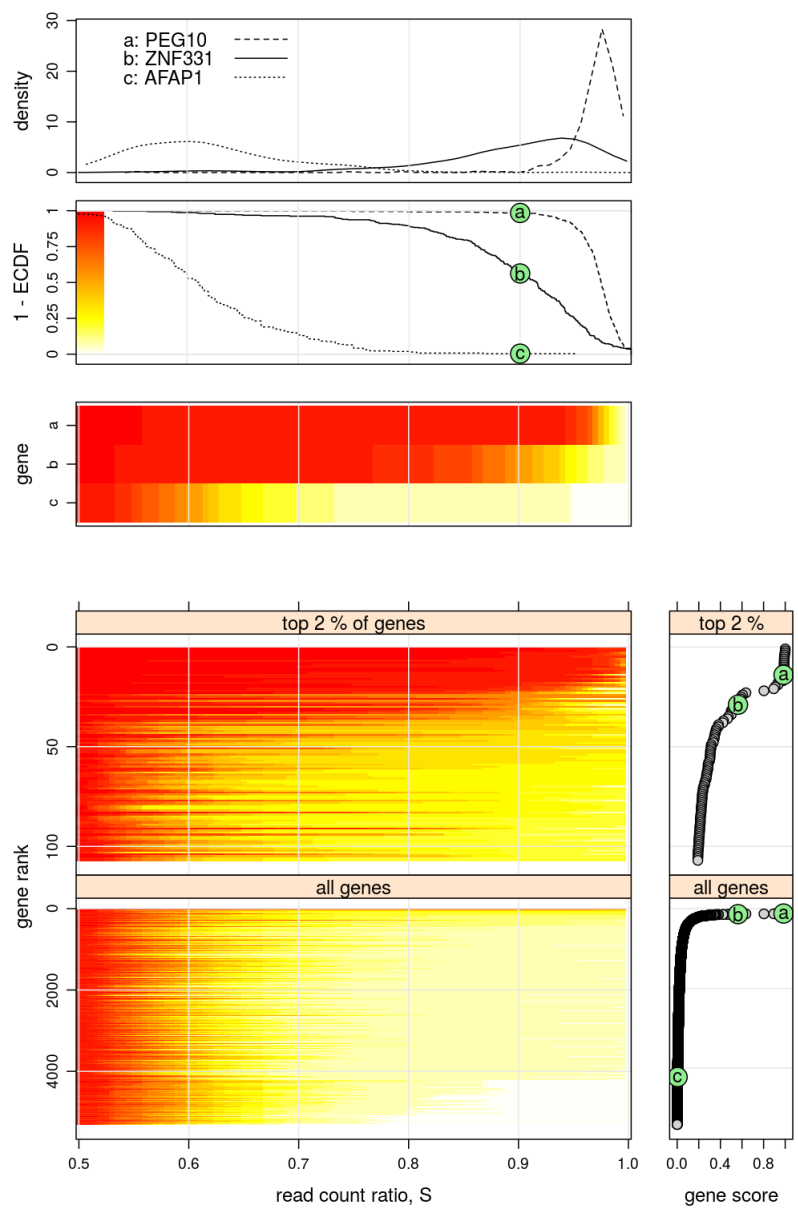 30
20
10
0
density
a: PEG10
b: ZNF331
c: AFAP1
1
0.75
0.5
0.25
0
1 - ECDF
a
b
c
gene
a
b
c
top 2 % of genes
top 2 %
0
50
100
a
b
gene rank
all genes
all genes
0
2000
4000
b
a
c
0.5 0.6 0.7 0.8 0.9 1.0
0.0 0.4 0.8
read count ratio, S
gene score